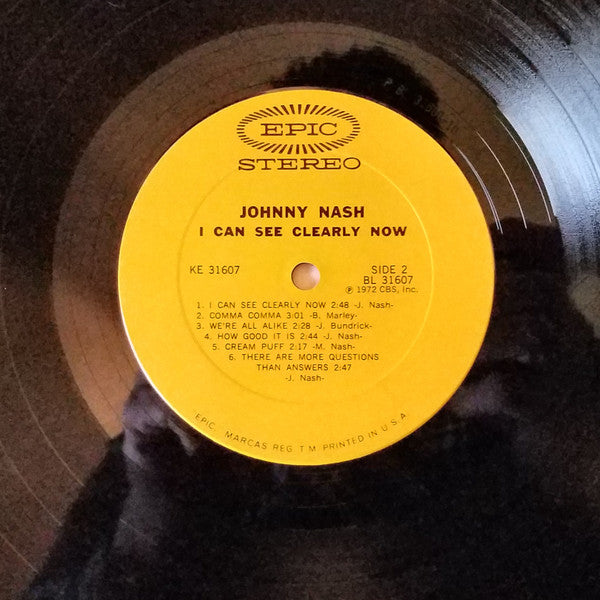 EPIC
STEREO
JOHNNY NASH
I CAN SEE CLEARLY NOW
KE 31607
SIDE 2
BL 31607
℗ 1972 CBS, Inc.
1. I CAN SEE CLEARLY NOW 2:48 -J. Nash-
2. COMMA COMMA 3:01 -B. Marley-
3. WE'RE ALL ALIKE 2:28 -J. Bundrick-
4. HOW GOOD IT IS 2:44 -J. Nash-
5. CREAM PUFF 2:17 -M. Nash-
6. THERE ARE MORE QUESTIONS
THAN ANSWERS 2:47
-J. Nash-
EPIC, MARCAS REG. T.M. PRINTED IN U.S.A.